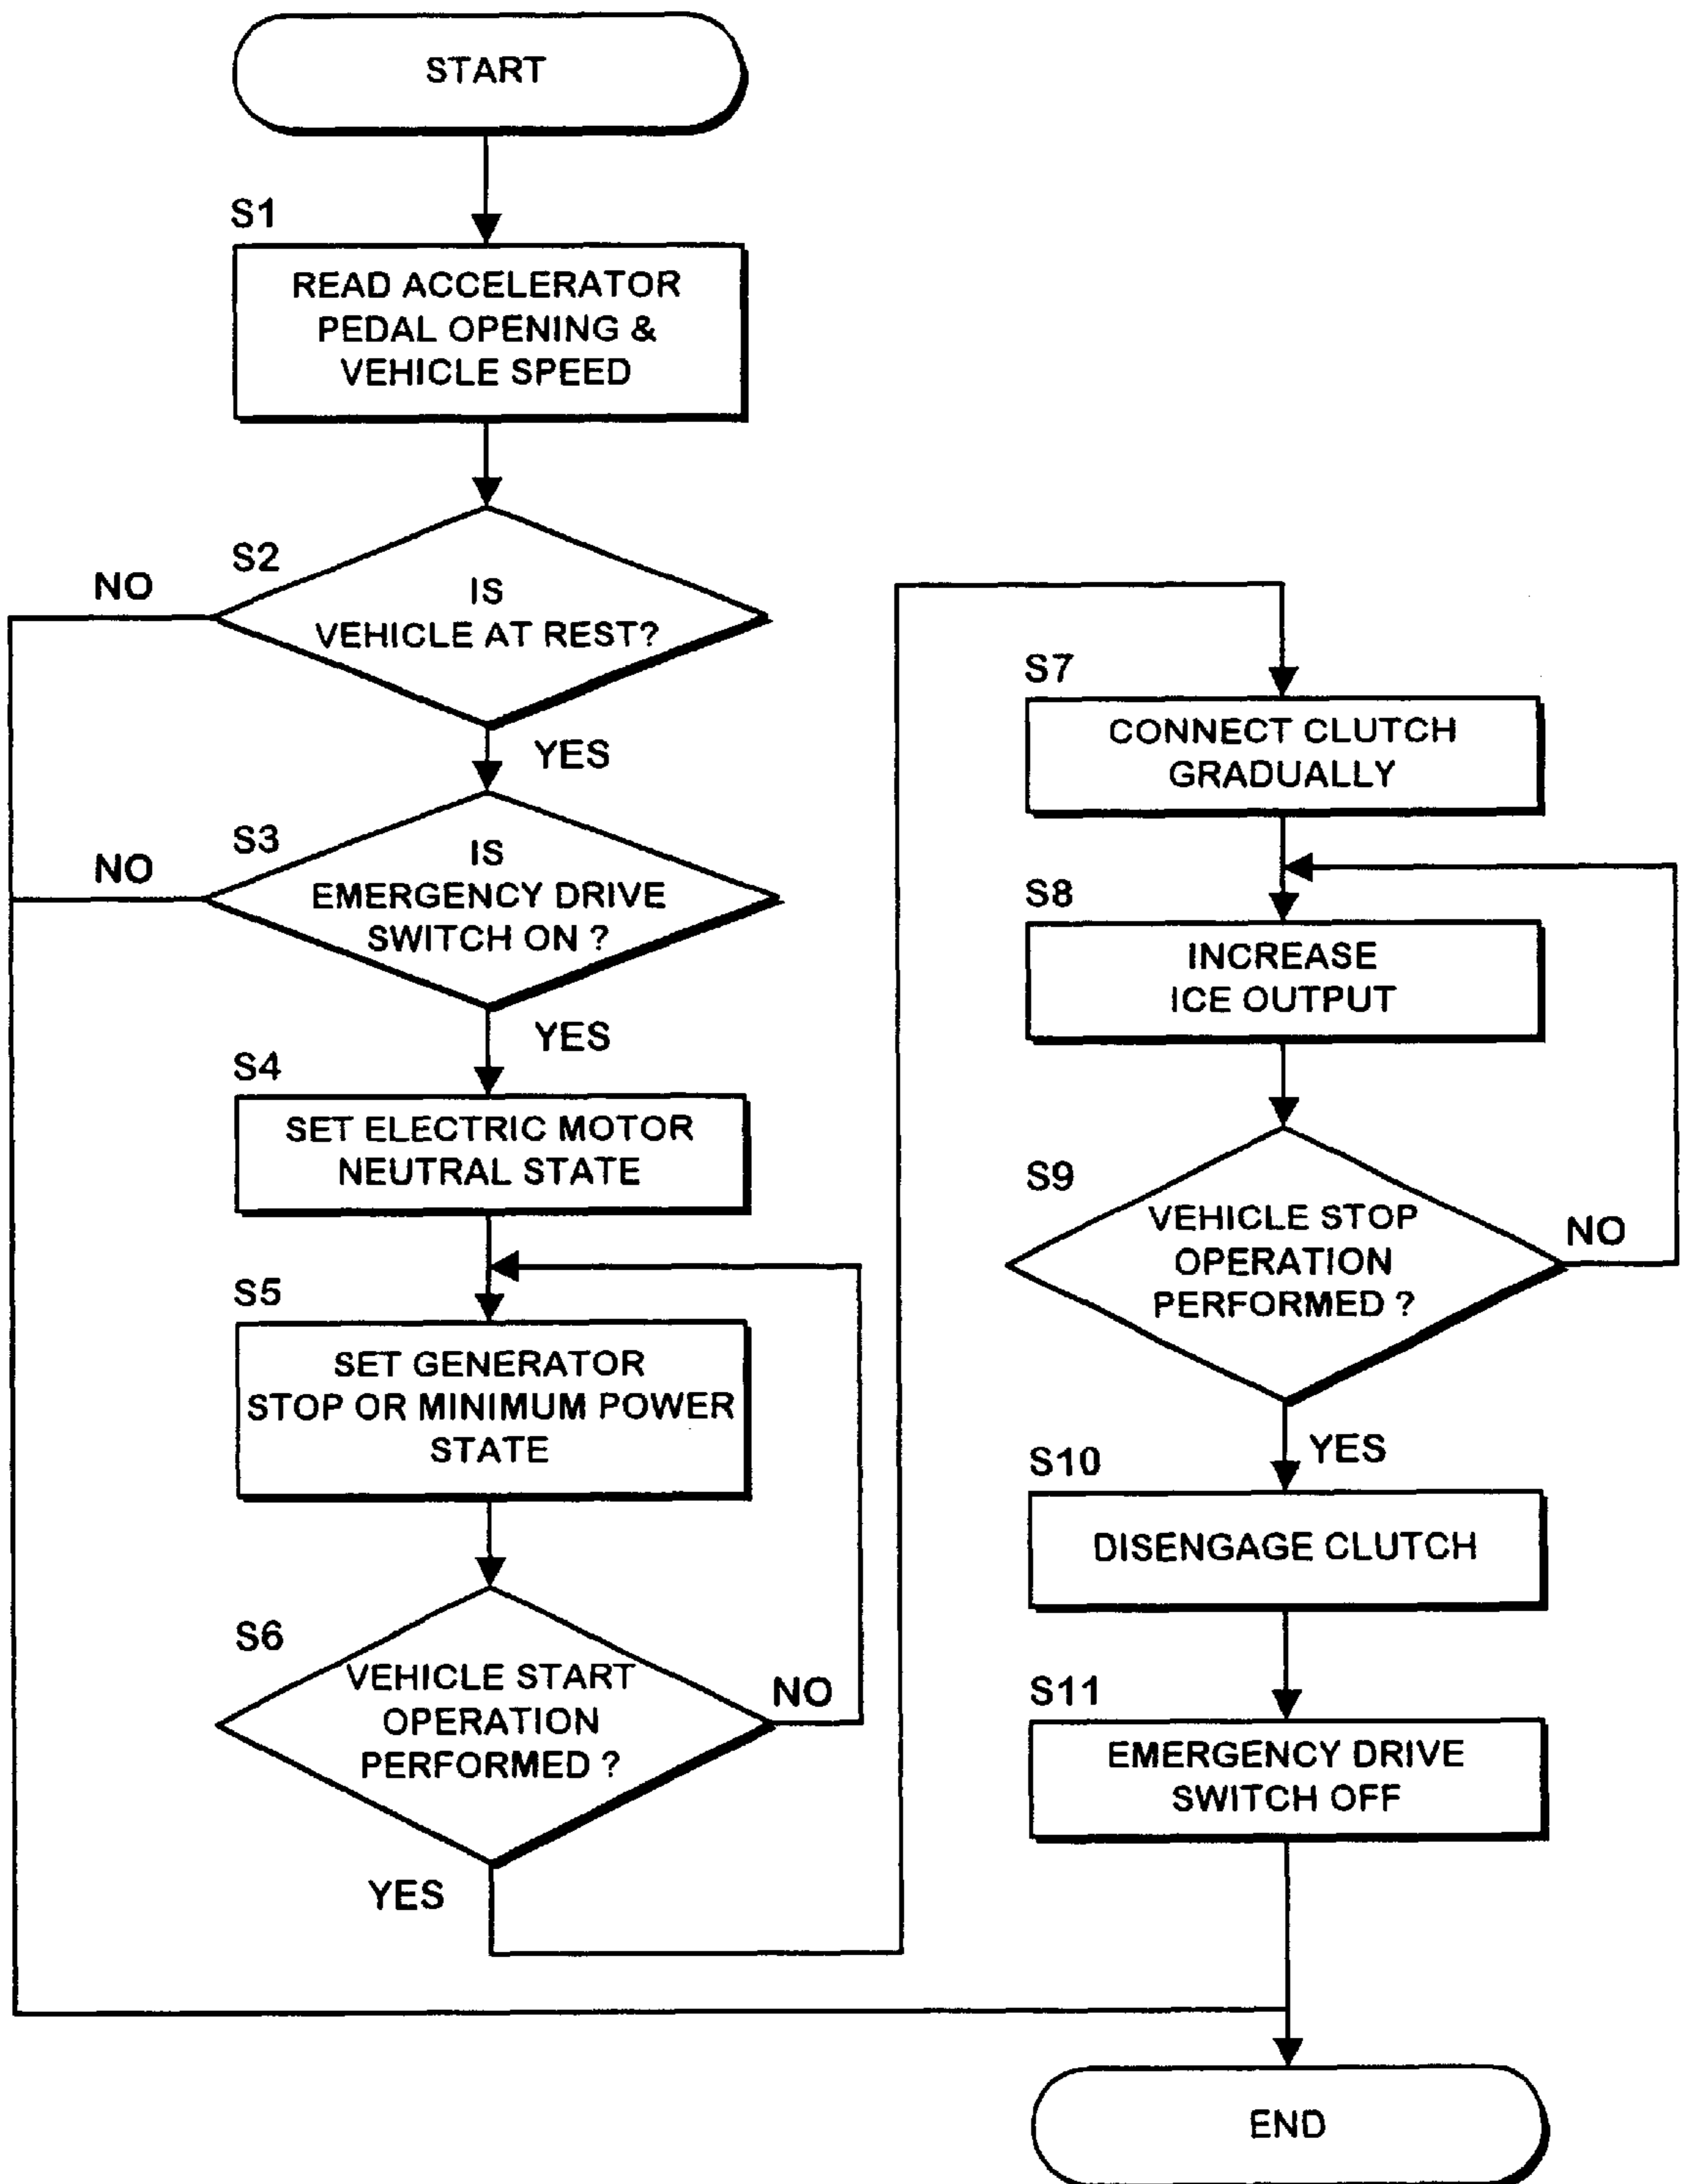 START
S1
READ ACCELERATOR
PEDAL OPENING &
VEHICLE SPEED
S2
NO
IS
VEHICLE AT REST?
YES
S3
NO
IS
EMERGENCY DRIVE
SWITCH ON ?
YES
S4
SET ELECTRIC MOTOR
NEUTRAL STATE
S5
SET GENERATOR
STOP OR MINIMUM POWER
STATE
S6
VEHICLE START
OPERATION
PERFORMED ?
NO
YES
S7
CONNECT CLUTCH
GRADUALLY
S8
INCREASE
ICE OUTPUT
S9
VEHICLE STOP
OPERATION
PERFORMED ?
NO
YES
S10
DISENGAGE CLUTCH
S11
EMERGENCY DRIVE
SWITCH OFF
END